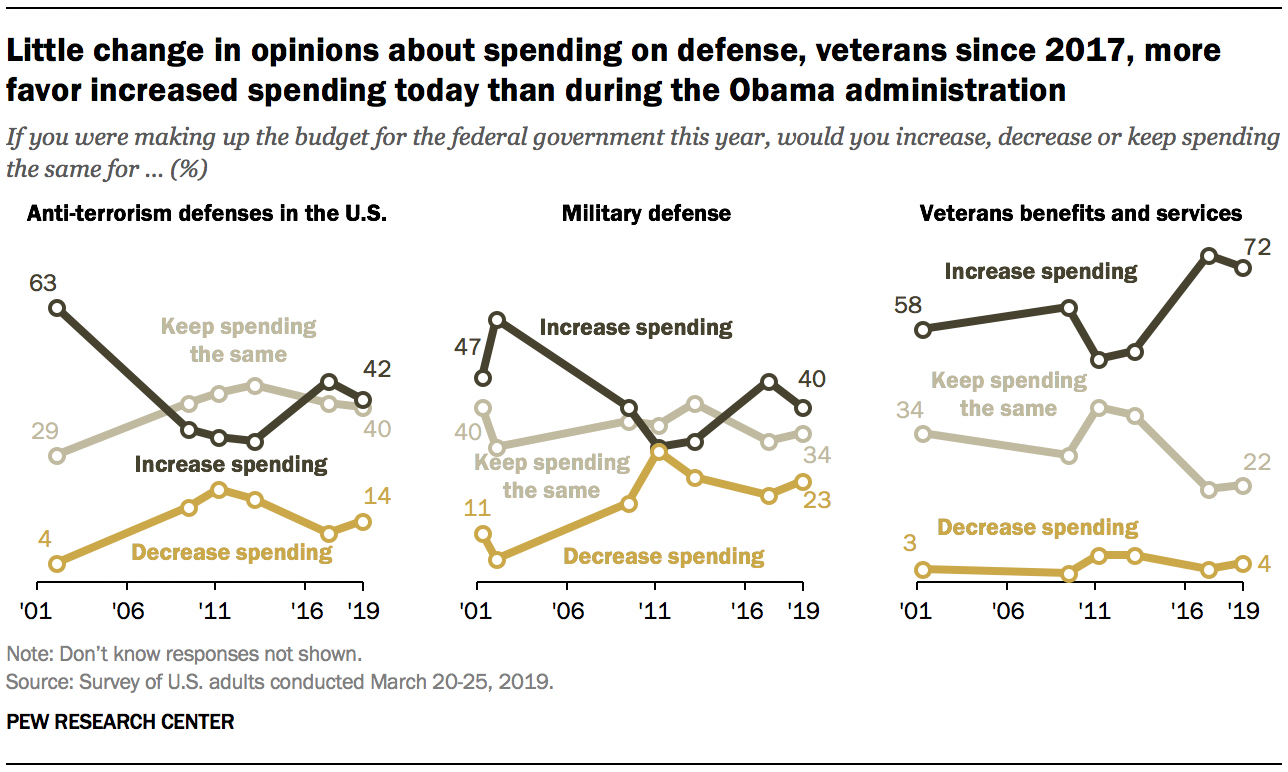 Little change in opinions about spending on defense, veterans since 2017, more
favor increased spending today than during the Obama administration
If you were making up the budget for the federal government this year, would you increase, decrease or keep spending
the same for ... (%)
Anti-terrorism defenses in the U.S.
63
Keep spending
the same
42
29
40
Increase spending
14
4
Decrease spending
'01 '06 '11 '16 '19
Military defense
Increase spending
47
40
40
34
Keep spending
the same
23
11
Decrease spending
'01 '06 '11 '16 '19
Veterans benefits and services
72
Increase spending
58
Keep spending
the same
34
22
Decrease spending
3
4
'01 '06 '11 '16 '19
Note: Don’t know responses not shown.
Source: Survey of U.S. adults conducted March 20-25, 2019.
PEW RESEARCH CENTER